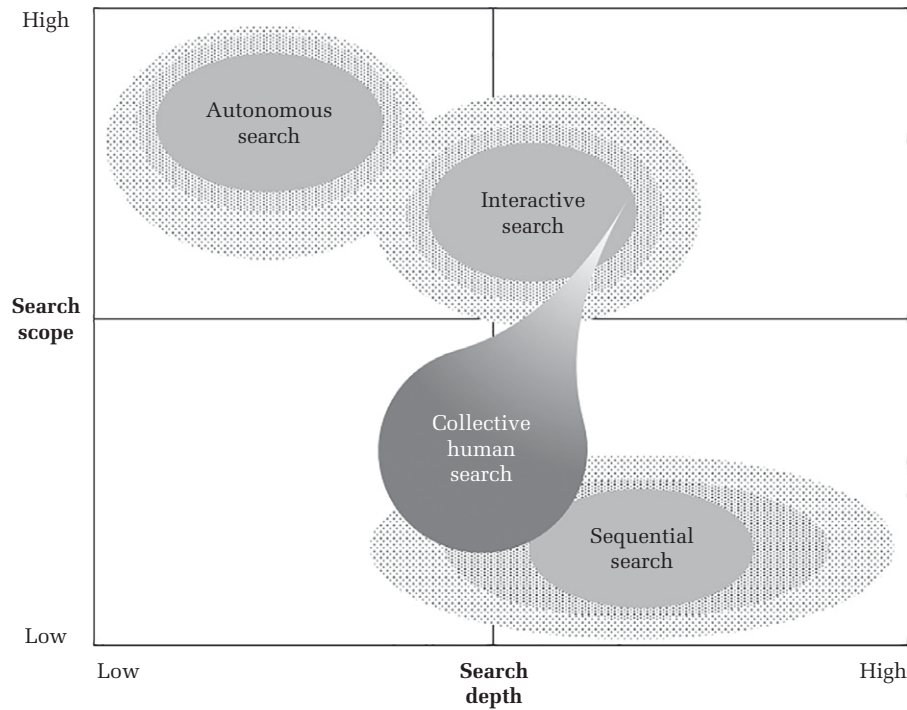 High
Autonomous
search
Interactive
search
Search
scope
Collective
human
search
Sequential
search
Low
Low
Search
depth
High